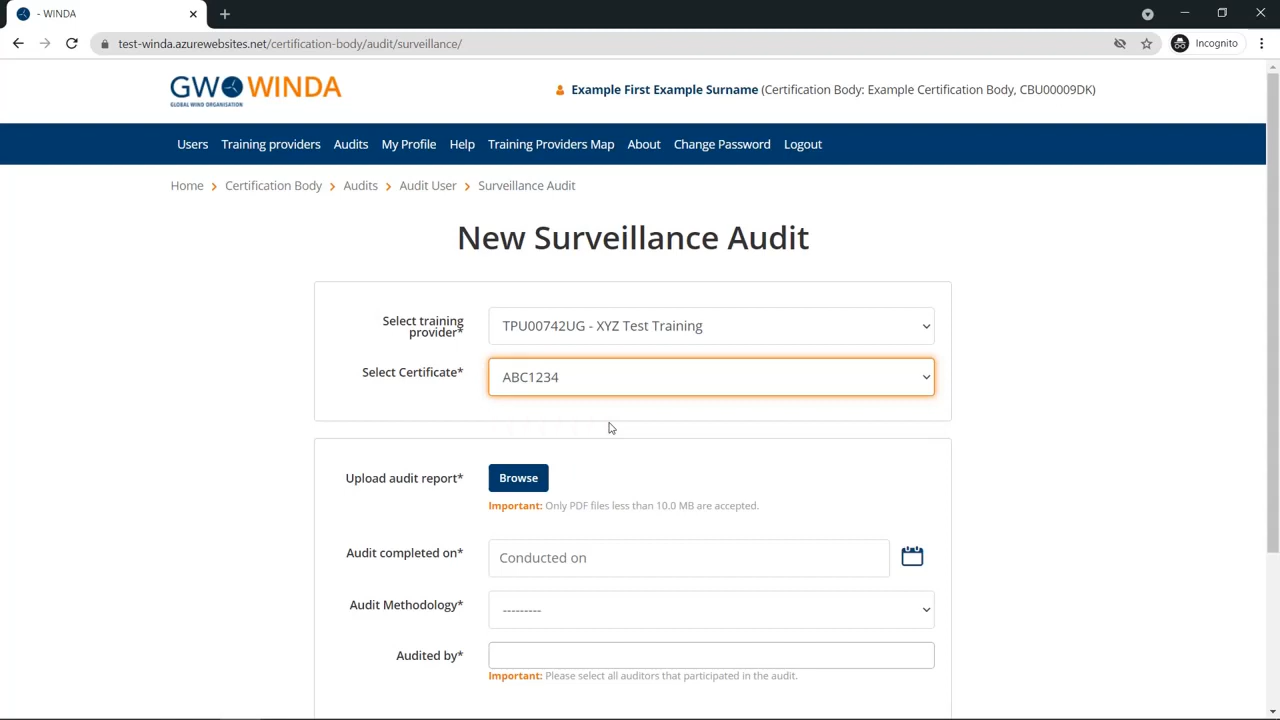 - WINDA
test-winda.azurewebsites.net/certification-body/audit/surveillance/
Incognito
GWO WINDA
GLOBAL WIND ORGANISATION
Example First Example Surname (Certification Body: Example Certification Body, CBU00009DK)
Users Training providers Audits My Profile Help Training Providers Map About Change Password Logout
Home > Certification Body > Audits > Audit User > Surveillance Audit
New Surveillance Audit
Select training
provider*
TPU00742UG - XYZ Test Training
Select Certificate*
ABC1234
Upload audit report*
Browse
Important: Only PDF files less than 10.0 MB are accepted.
Audit completed on*
Conducted on
Audit Methodology*
---------
Audited by*
Important: Please select all auditors that participated in the audit.